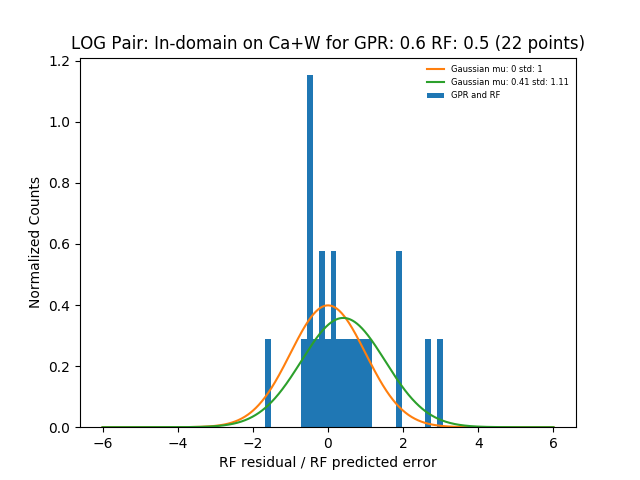 LOG Pair: In-domain on Ca+W for GPR: 0.6 RF: 0.5 (22 points)
Gaussian mu: 0 std: 1
Gaussian mu: 0.41 std: 1.11
GPR and RF
Normalized Counts
1.2
1.0
0.8
0.6
0.4
0.2
0.0
−6 −4 −2 0 2 4 6
RF residual / RF predicted error